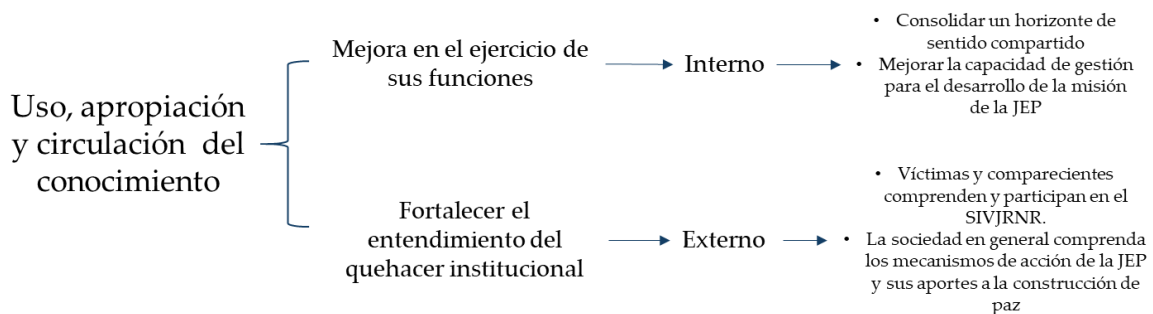 Uso, apropiación
y circulación del
conocimiento
Mejora en el ejercicio de
sus funciones
Interno
• Consolidar un horizonte de
sentido compartido
• Mejorar la capacidad de gestión
para el desarrollo de la misión
de la JEP
Fortalecer el
entendimiento del
quehacer institucional
Externo
• Víctimas y comparecientes
comprenden y participan en el
SIVJRNR.
• La sociedad en general comprenda
los mecanismos de acción de la JEP
y sus aportes a la construcción de
paz